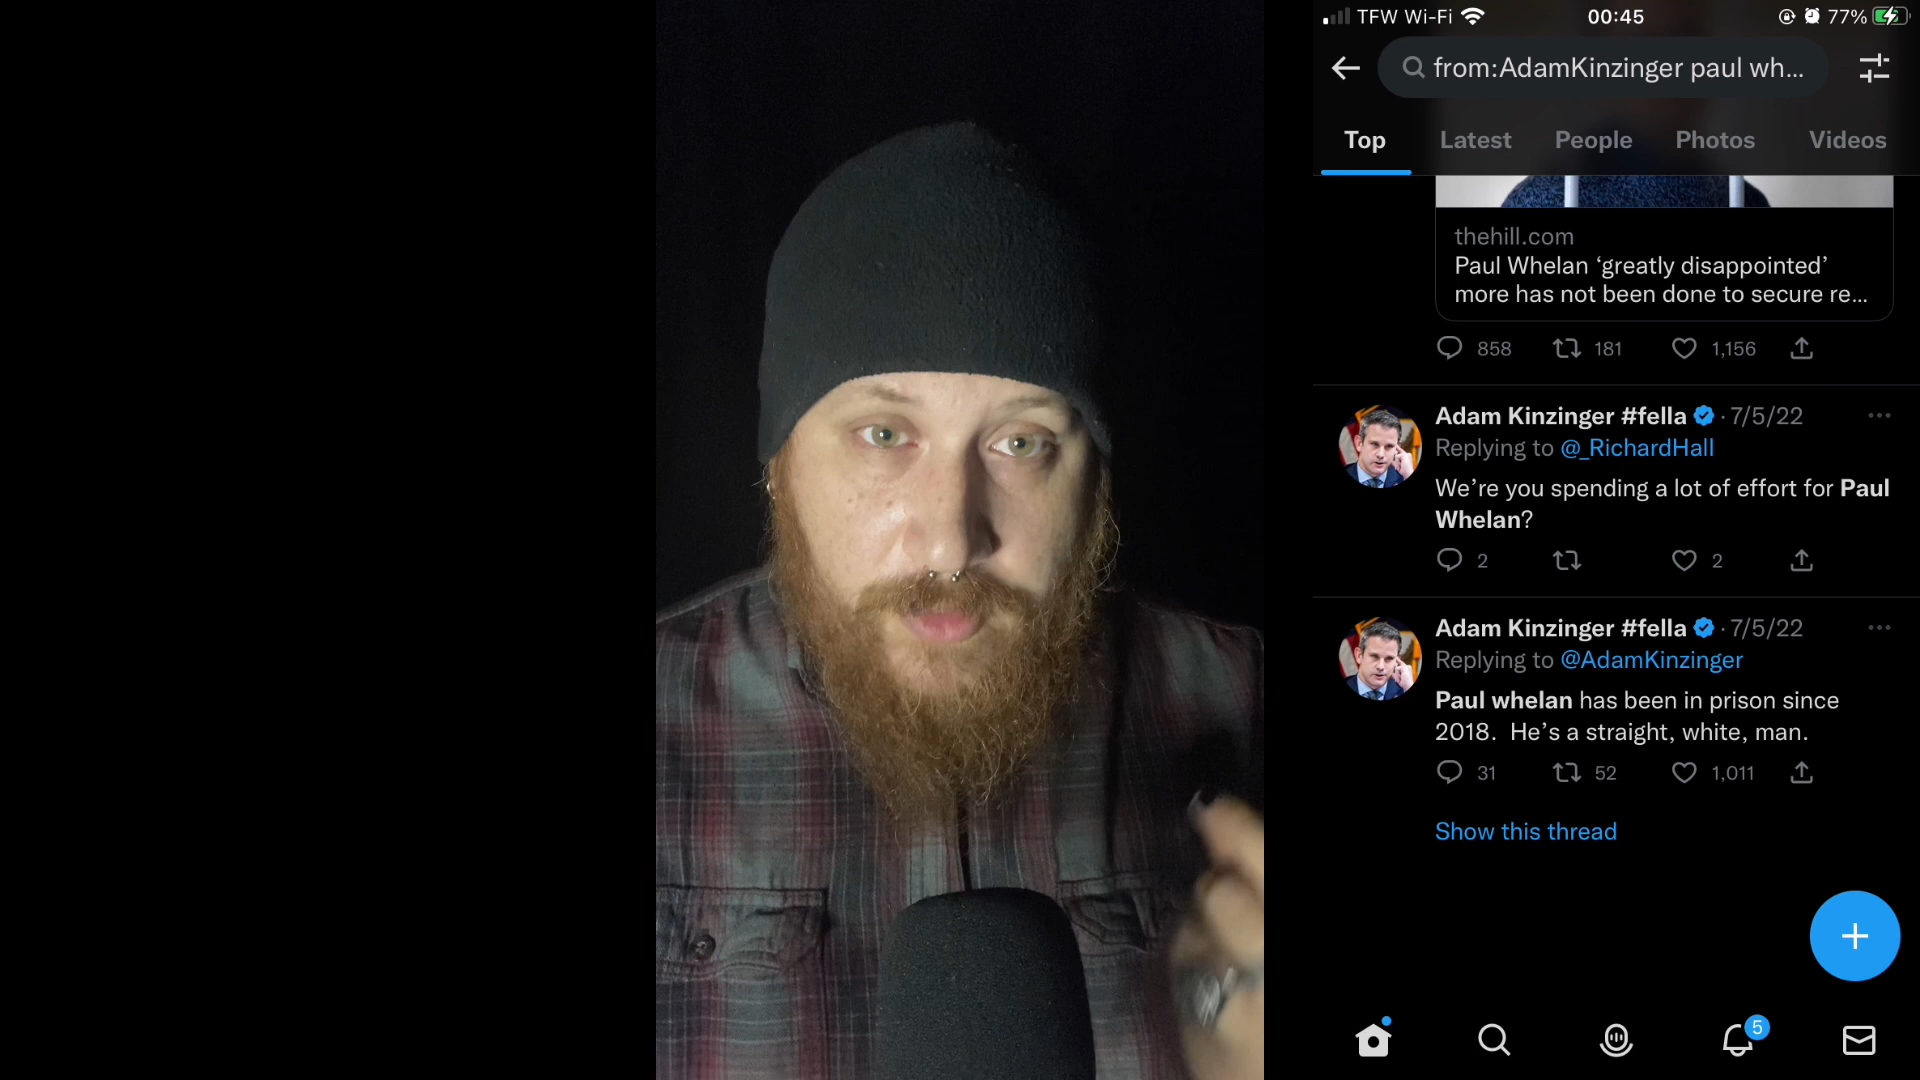 TFW Wi-Fi
00:45
77%
from:AdamKinzinger paul wh...
Top
Latest
People
Photos
Videos
thehill.com
Paul Whelan ‘greatly disappointed’
more has not been done to secure re...
858
181
1,156
Adam Kinzinger #fella · 7/5/22
Replying to @_RichardHall
We’re you spending a lot of effort for Paul
Whelan?
2
2
Adam Kinzinger #fella · 7/5/22
Replying to @AdamKinzinger
Paul whelan has been in prison since
2018. He’s a straight, white, man.
31
52
1,011
Show this thread
5